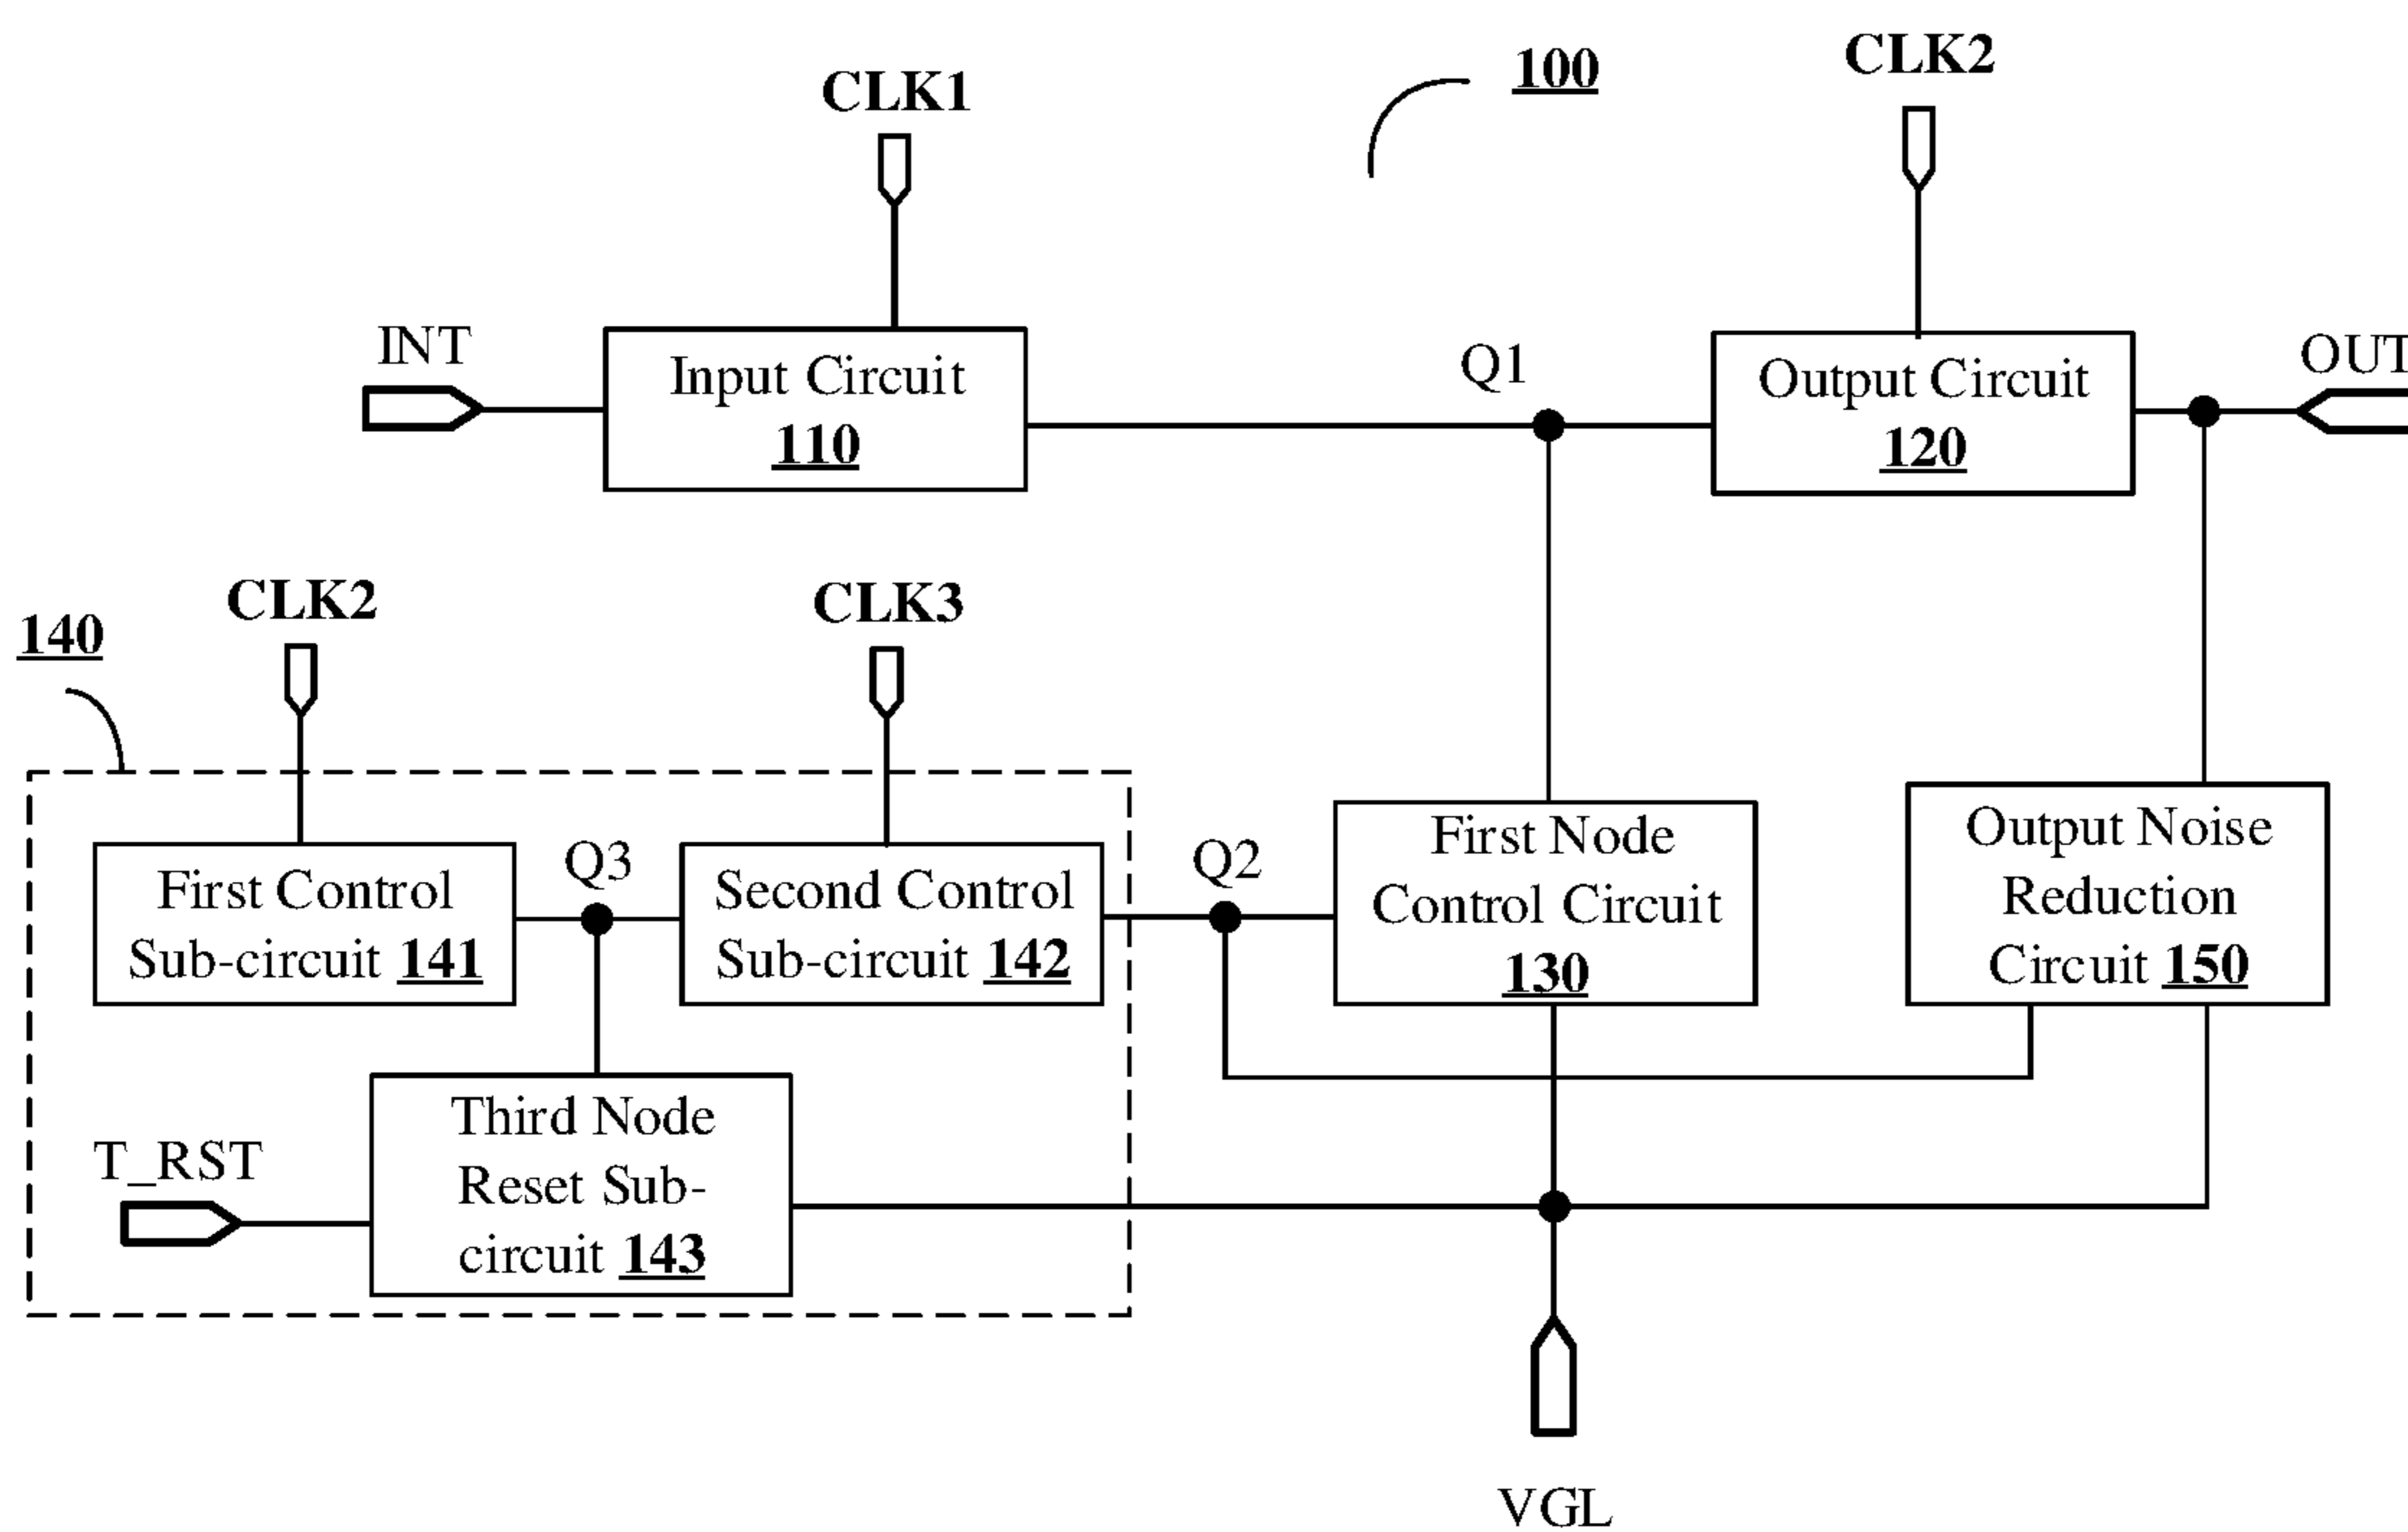 CLK1
100
CLK2
INT
Input Circuit
110
Q1
Output Circuit
120
OUT
140
CLK2
CLK3
First Control
Sub-circuit 141
Q3
Second Control
Sub-circuit 142
Q2
First Node
Control Circuit
130
Output Noise
Reduction
Circuit 150
T_RST
Third Node
Reset Sub-
circuit 143
VGL